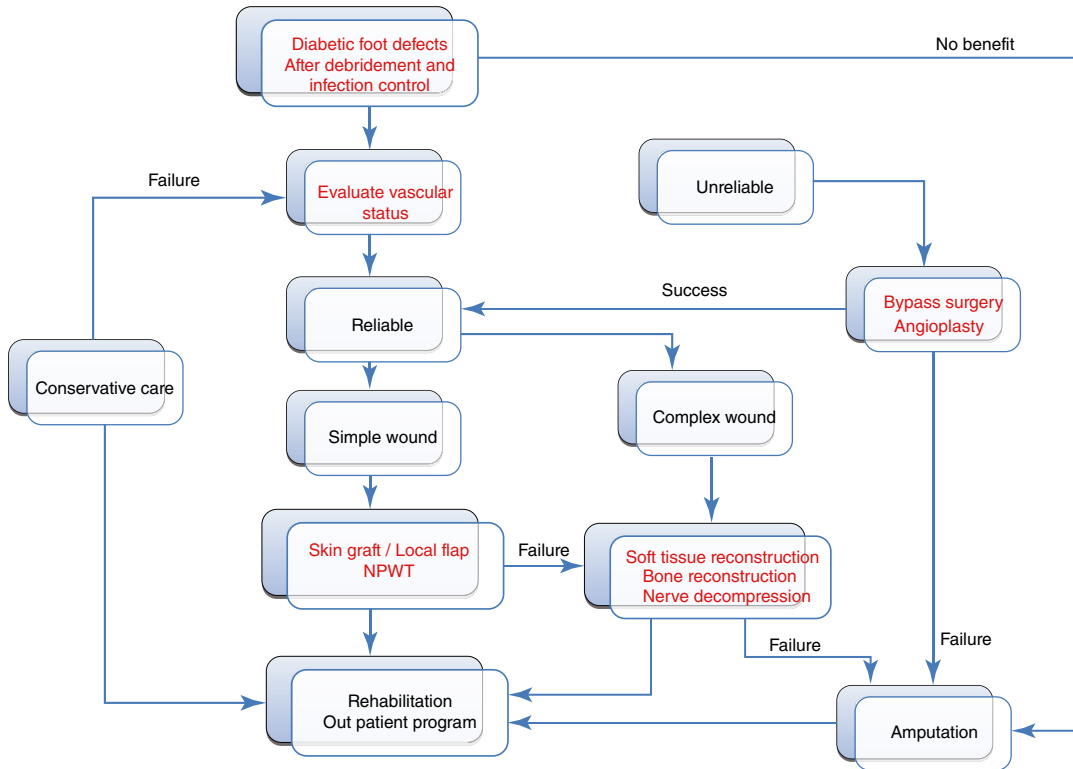 Diabetic foot defects
After debridement and
infection control
No benefit
Failure
Evaluate vascular
status
Unreliable
Success
Bypass surgery
Angioplasty
Reliable
Conservative care
Simple wound
Complex wound
Skin graft / Local flap
NPWT
Failure
Soft tissue reconstruction
Bone reconstruction
Nerve decompression
Failure
Failure
Rehabilitation
Out patient program
Amputation